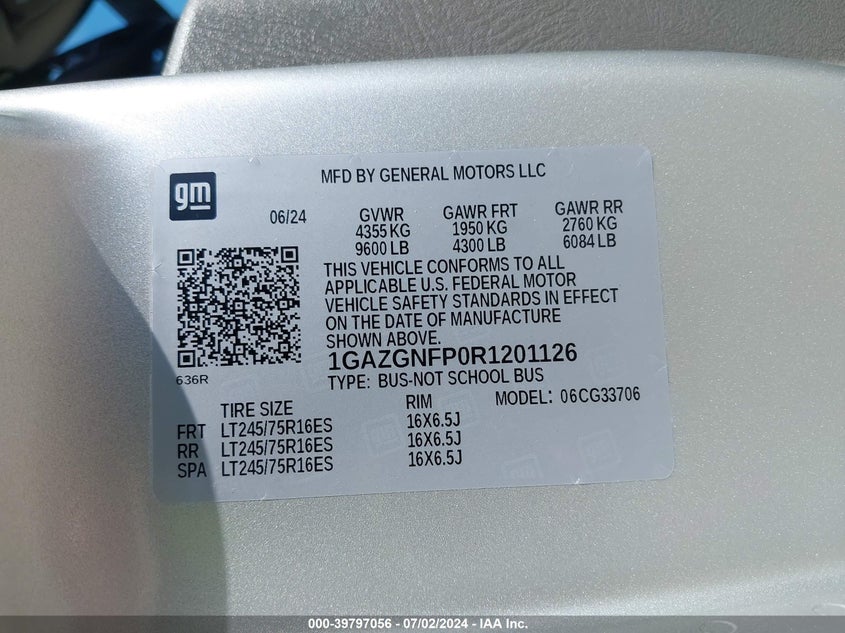 gm
MFD BY GENERAL MOTORS LLC
06/24
GVWR GAWR FRT GAWR RR
4355 KG 1950 KG 2760 KG
9600 LB 4300 LB 6084 LB
THIS VEHICLE CONFORMS TO ALL
APPLICABLE U.S. FEDERAL MOTOR
VEHICLE SAFETY STANDARDS IN EFFECT
ON THE DATE OF MANUFACTURE
SHOWN ABOVE.
636R
1GAZGNFP0R1201126
TYPE: BUS-NOT SCHOOL BUS
TIRE SIZE RIM MODEL: 06CG33706
FRT LT245/75R16ES 16X6.5J
RR LT245/75R16ES 16X6.5J
SPA LT245/75R16ES 16X6.5J
000-39797056 - 07/02/2024 - IAA Inc.